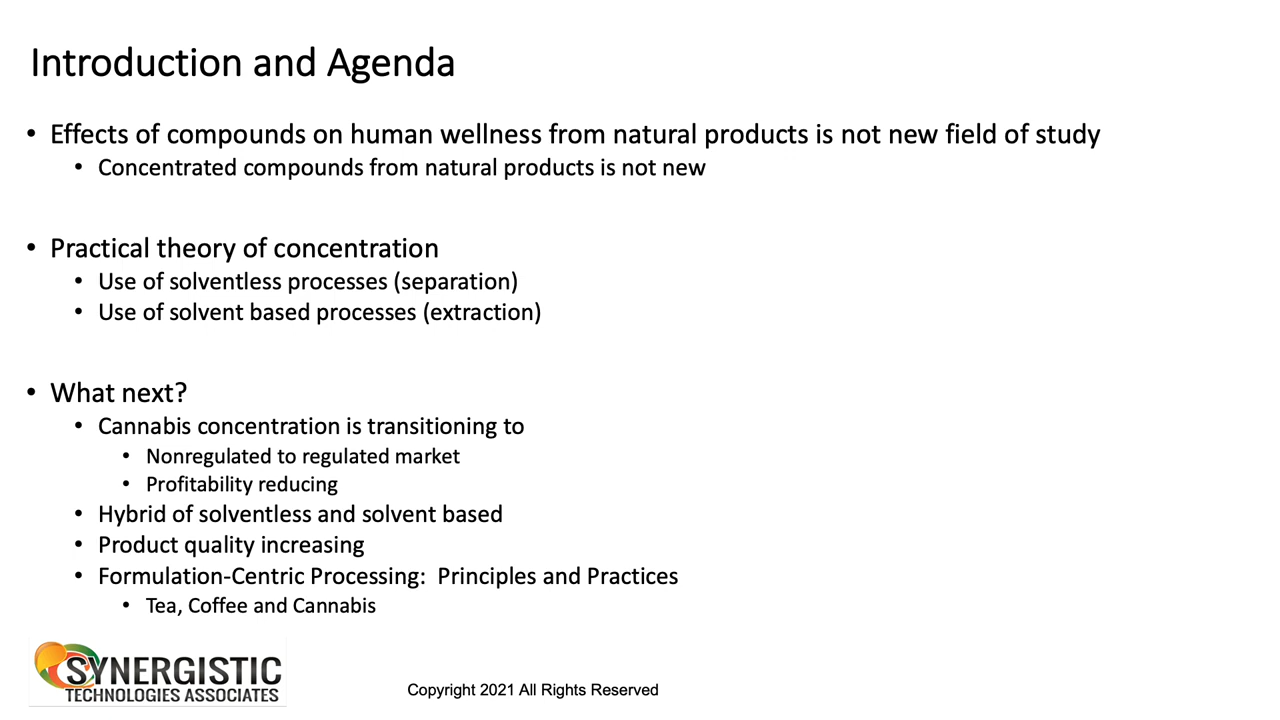 Introduction and Agenda
• Effects of compounds on human wellness from natural products is not new field of study
• Concentrated compounds from natural products is not new
• Practical theory of concentration
• Use of solventless processes (separation)
• Use of solvent based processes (extraction)
• What next?
• Cannabis concentration is transitioning to
• Nonregulated to regulated market
• Profitability reducing
• Hybrid of solventless and solvent based
• Product quality increasing
• Formulation-Centric Processing:  Principles and Practices
• Tea, Coffee and Cannabis
SYNERGISTIC
TECHNOLOGIES ASSOCIATES
Copyright 2021 All Rights Reserved